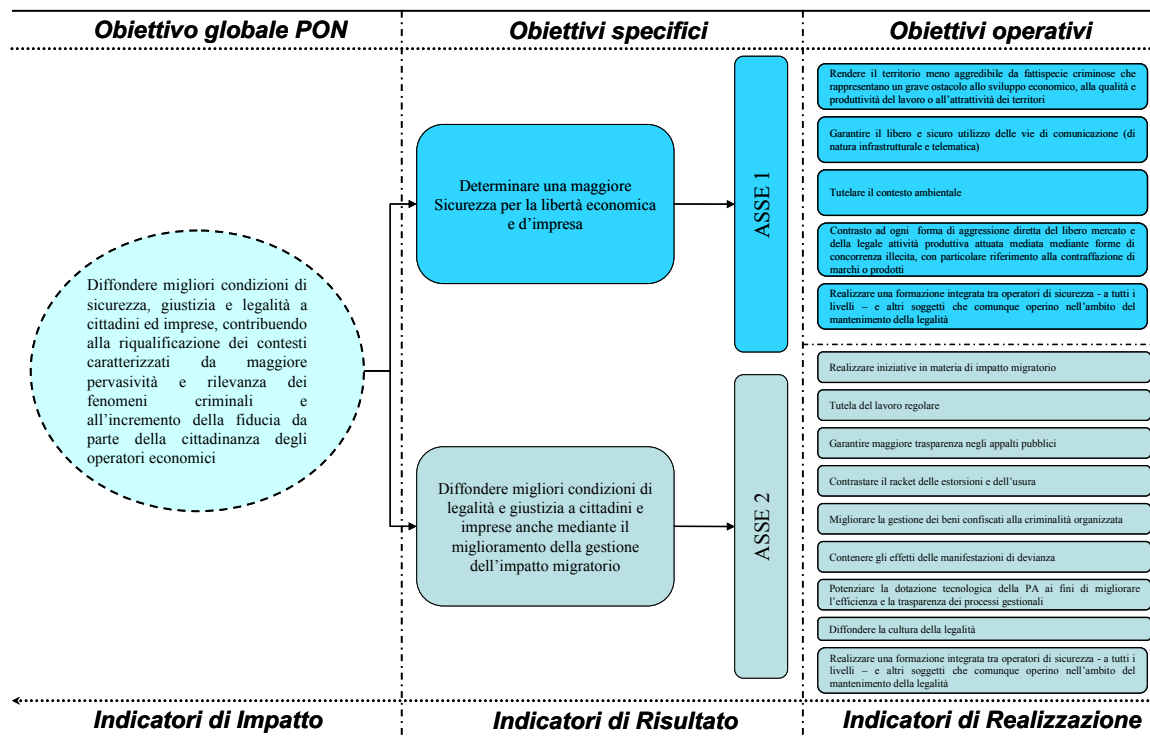 Obiettivo globale PON
Obiettivi specifici
Obiettivi operativi
Diffondere migliori condizioni di
sicurezza, giustizia e legalità a
cittadini ed imprese, contribuendo
alla riqualificazione dei contesti
caratterizzati da maggiore
pervasività e rilevanza dei
fenomeni criminali e
all’incremento della fiducia da
parte della cittadinanza degli
operatori economici
Determinare una maggiore
Sicurezza per la libertà economica
e d’impresa
ASSE 1
Rendere il territorio meno aggredibile da fattispecie criminose che
rappresentano un grave ostacolo allo sviluppo economico, alla qualità e
produttività del lavoro o all’attrattività dei territori
Garantire il libero e sicuro utilizzo delle vie di comunicazione (di
natura infrastrutturale e telematica)
Tutelare il contesto ambientale
Contrasto ad ogni forma di aggressione diretta del libero mercato e
della legale attività produttiva attuata mediata mediante forme di
concorrenza illecita, con particolare riferimento alla contraffazione di
marchi o prodotti
Realizzare una formazione integrata tra operatori di sicurezza - a tutti i
livelli – e altri soggetti che comunque operino nell’ambito del
mantenimento della legalità
Diffondere migliori condizioni di
legalità e giustizia a cittadini e
imprese anche mediante il
miglioramento della gestione
dell’impatto migratorio
ASSE 2
Realizzare iniziative in materia di impatto migratorio
Tutela del lavoro regolare
Garantire maggiore trasparenza negli appalti pubblici
Contrastare il racket delle estorsioni e dell’usura
Migliorare la gestione dei beni confiscati alla criminalità organizzata
Contenere gli effetti delle manifestazioni di devianza
Potenziare la dotazione tecnologica della PA ai fini di migliorare
l’efficienza e la trasparenza dei processi gestionali
Diffondere la cultura della legalità
Realizzare una formazione integrata tra operatori di sicurezza - a tutti i
livelli – e altri soggetti che comunque operino nell’ambito del
mantenimento della legalità
Indicatori di Impatto
Indicatori di Risultato
Indicatori di Realizzazione